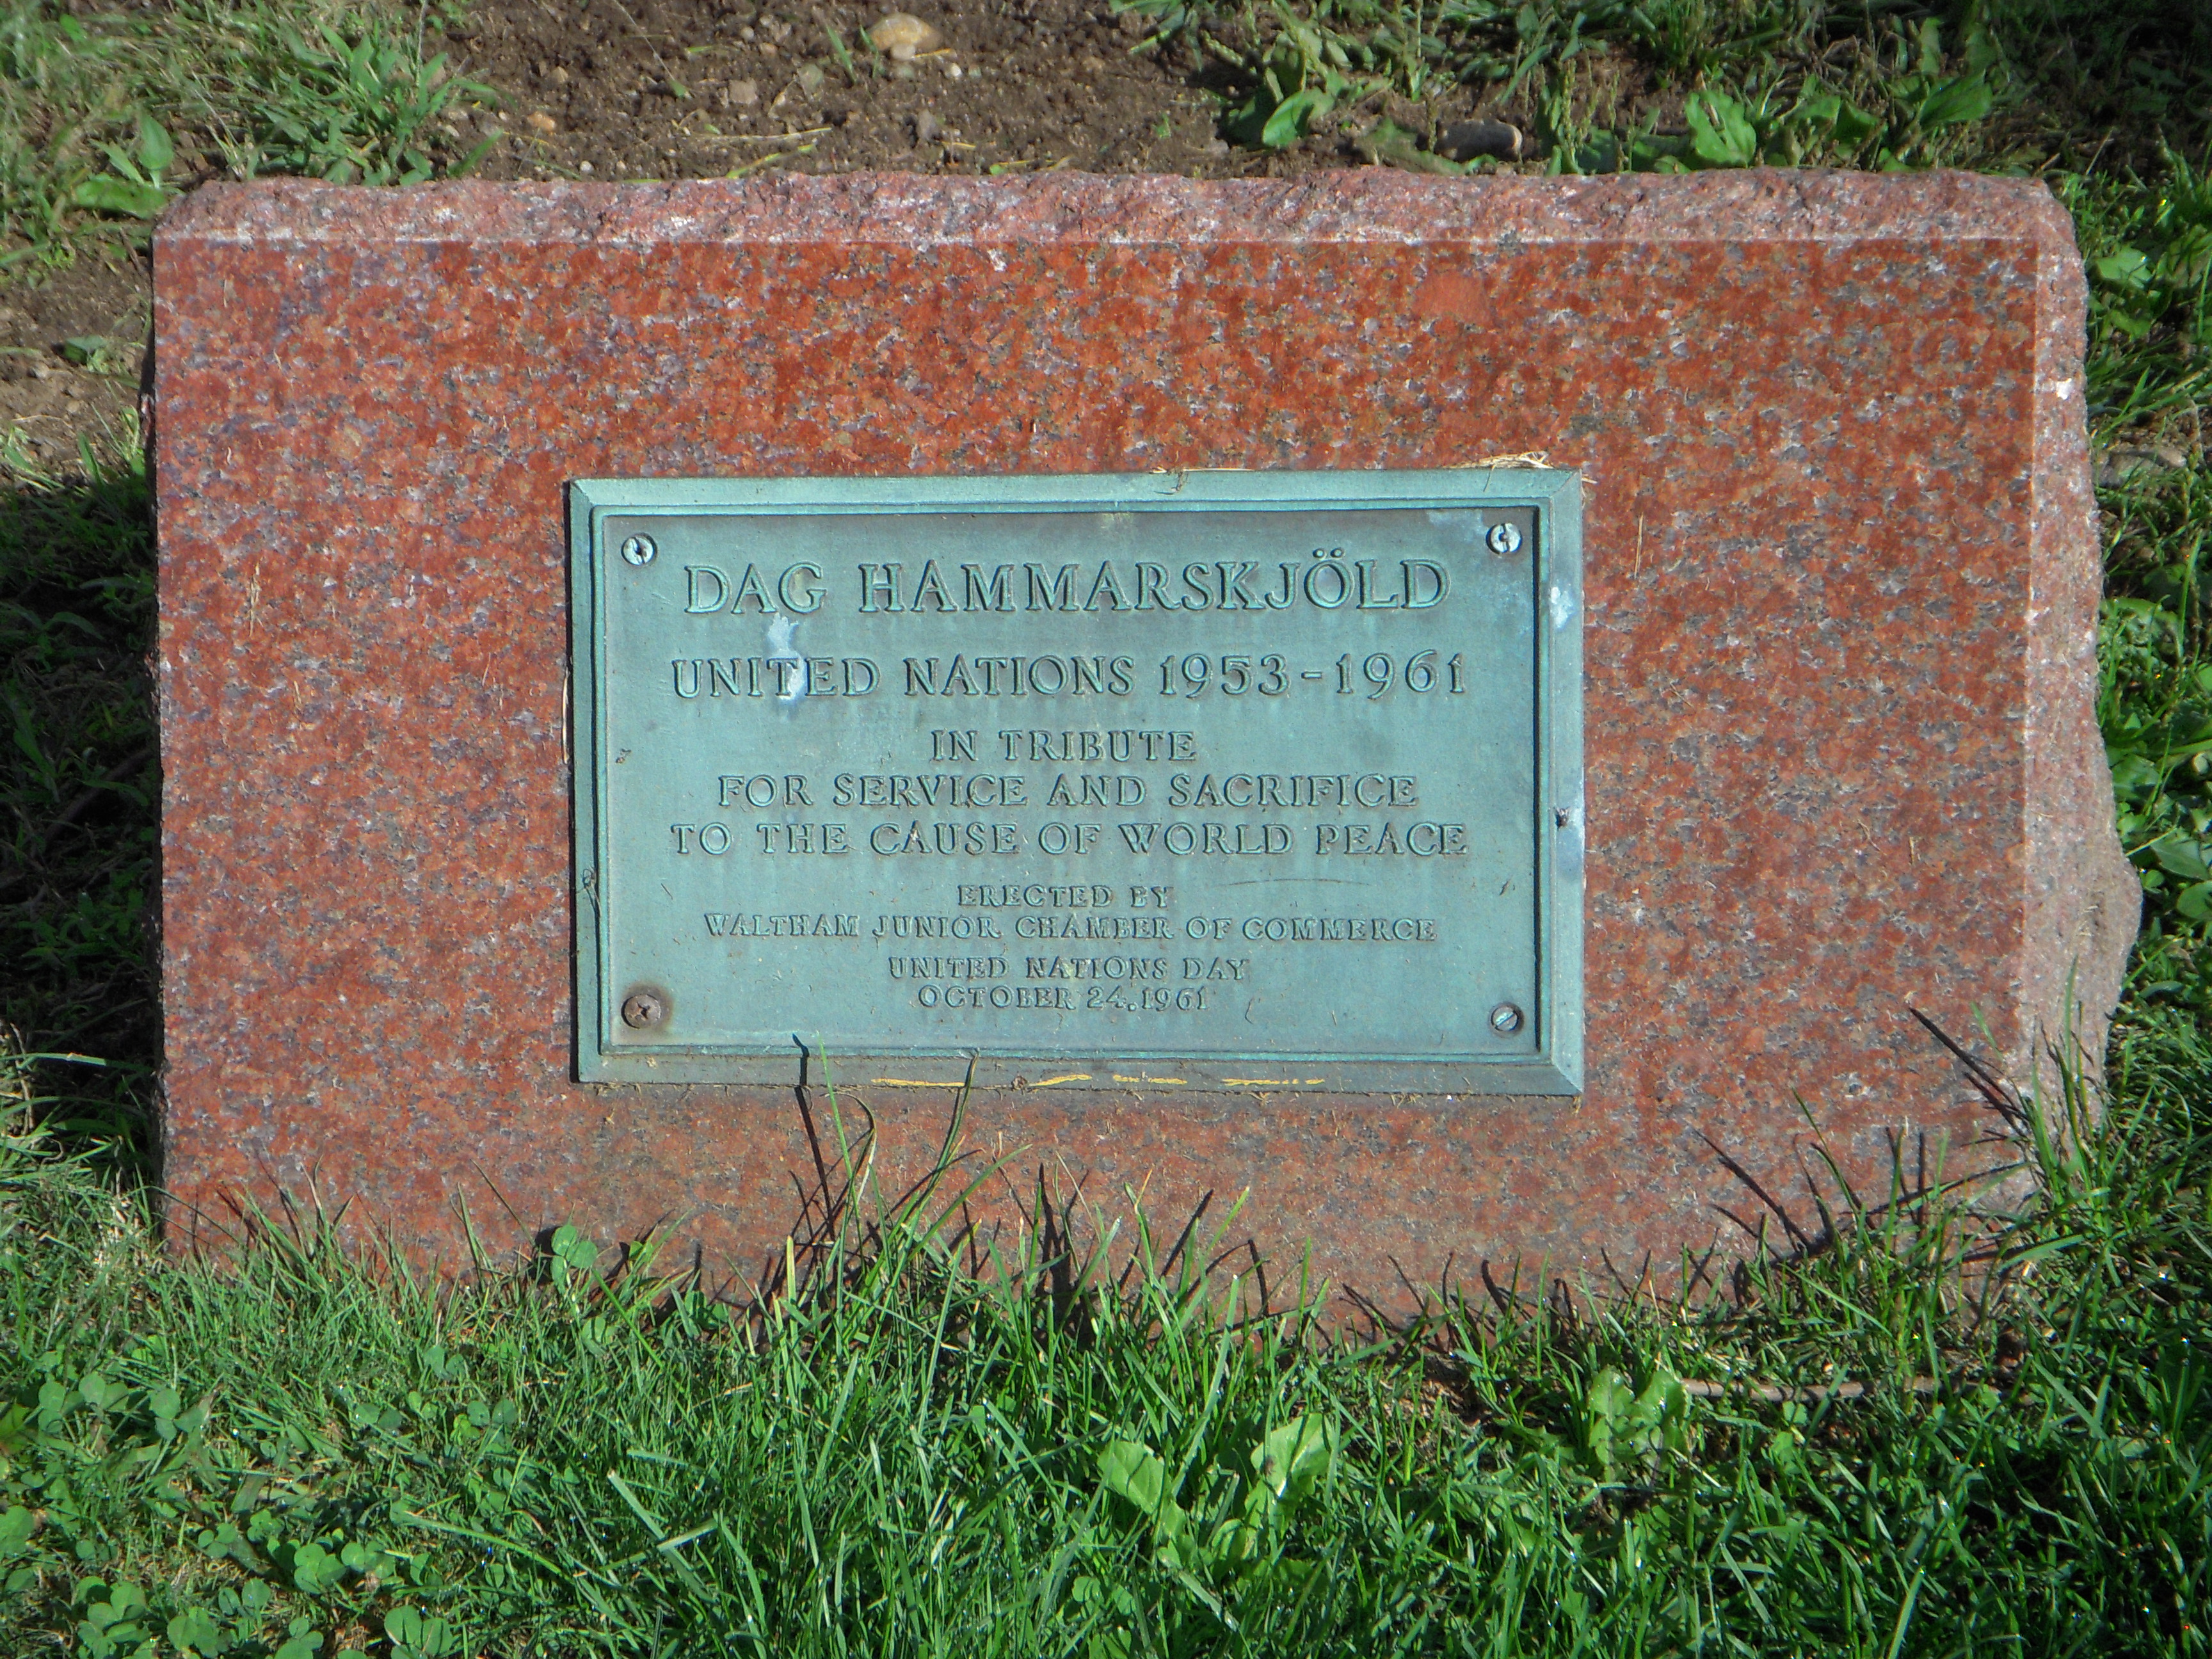 DAG HAMMARSKJÖLD
UNITED NATIONS 1953-1961
IN TRIBUTE
FOR SERVICE AND SACRIFICE
TO THE CAUSE OF WORLD PEACE
ERECTED BY
WALTHAM JUNIOR CHAMBER OF COMMERCE
UNITED NATIONS DAY
OCTOBER 24, 1961